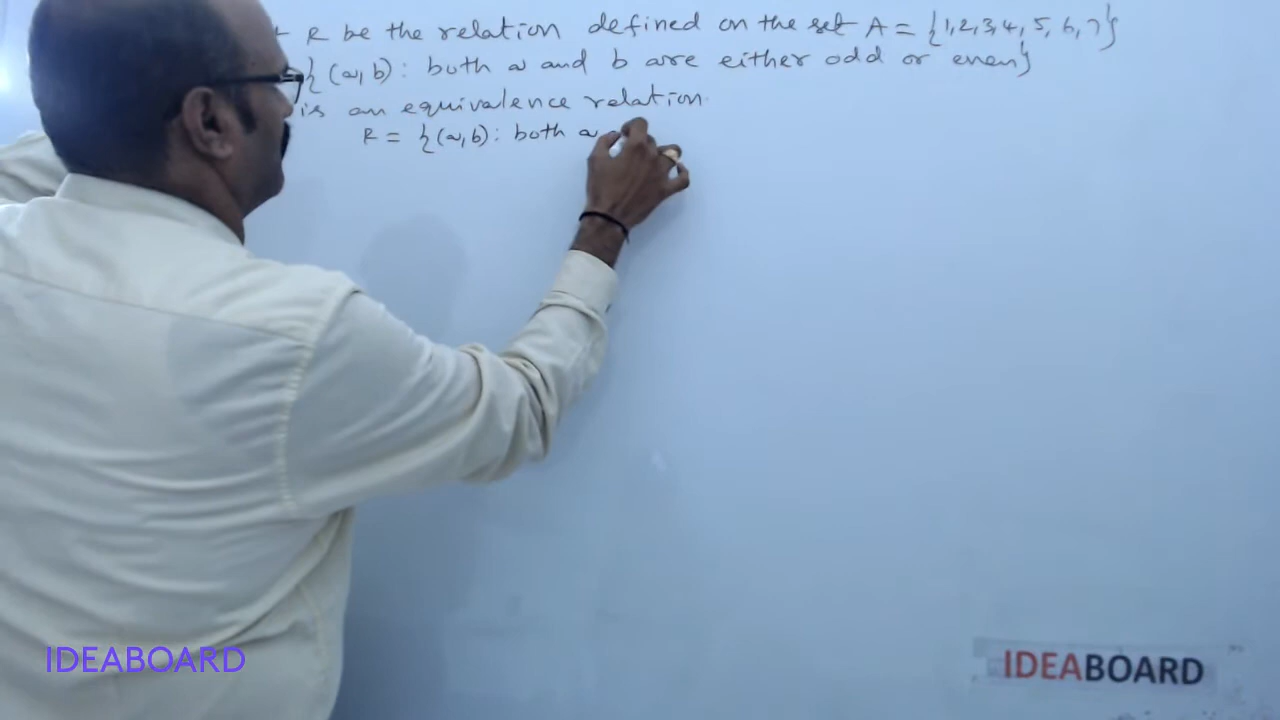 R be the relation defined on the set A = {1,2,3,4, 5, 6, 7}
{(a,b): both a and b are either odd or even}
is an equivalence relation.
R = {(a,b): both a
IDEABOARD
IDEABOARD